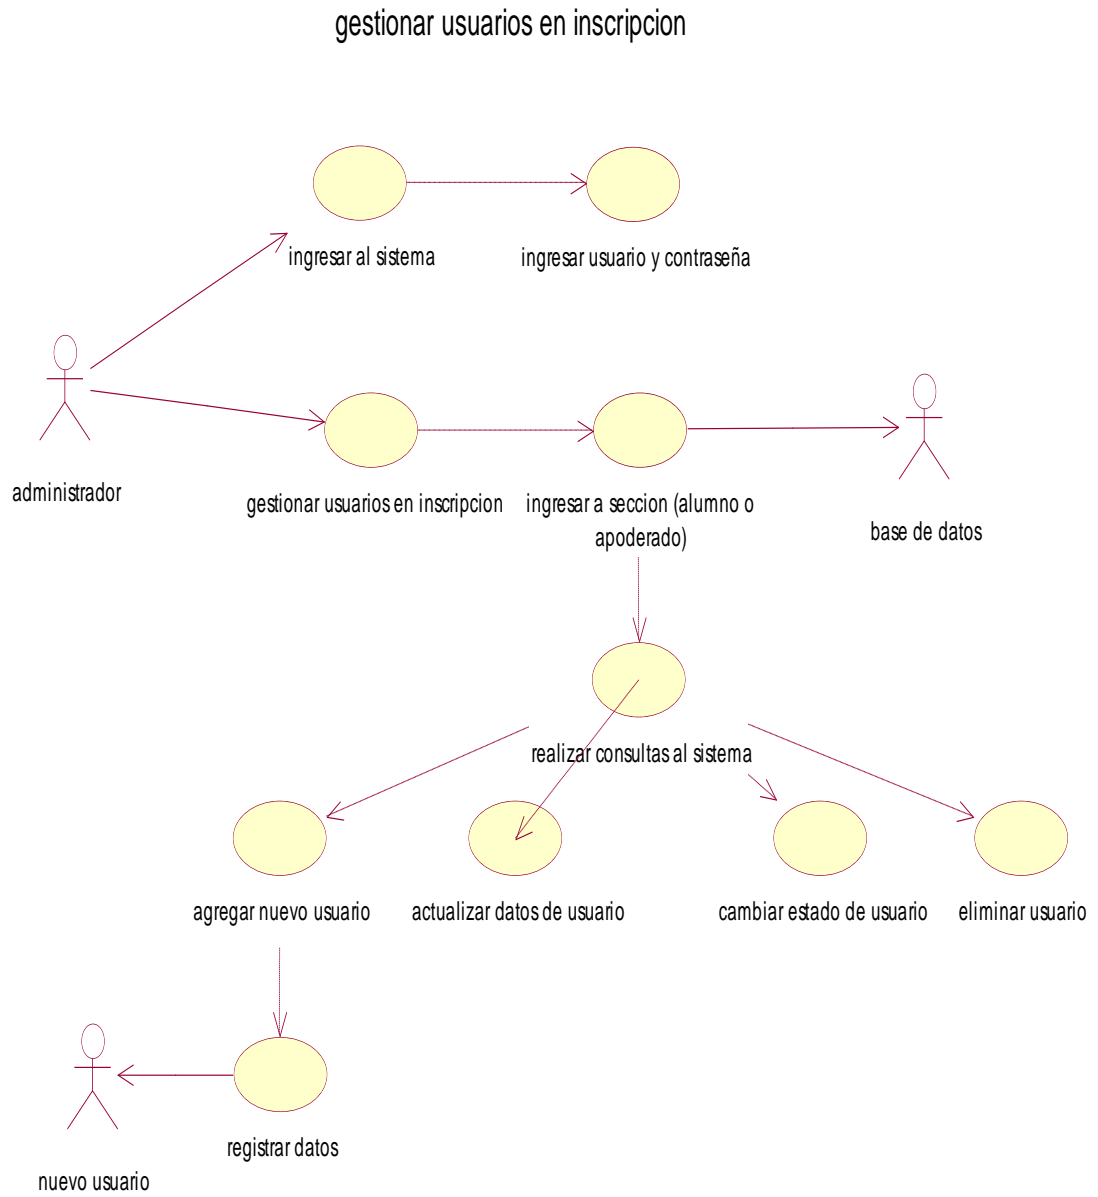 gestionar usuarios en inscripcion
ingresar al sistema
ingresar usuario y contraseña
administrador
gestionar usuarios en inscripcion
ingresar a seccion (alumno o
apoderado)
base de datos
realizar consultas al sistema
agregar nuevo usuario
actualizar datos de usuario
cambiar estado de usuario
eliminar usuario
registrar datos
nuevo usuario